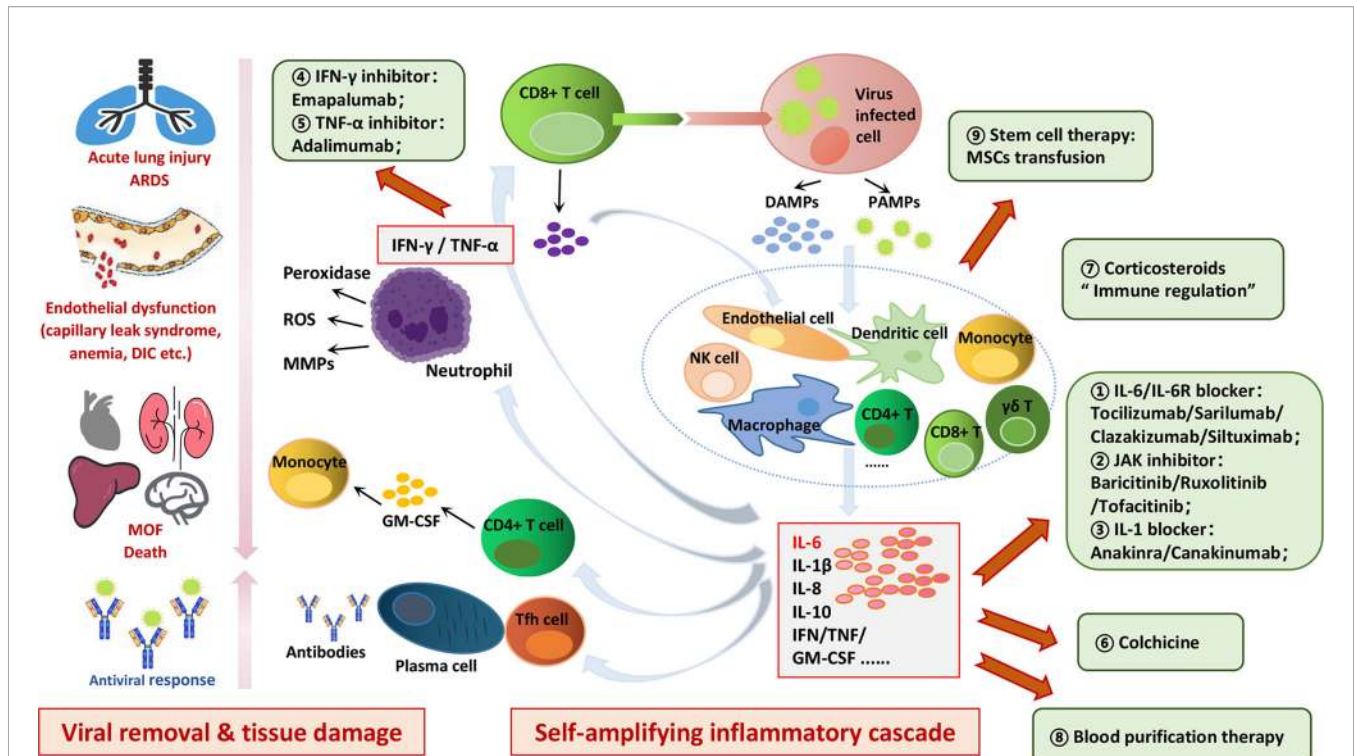 ④ IFN-γ inhibitor:
Emapalumab;
⑤ TNF-α inhibitor:
Adalimumab;
CD8+ T cell
Virus
infected
cell
⑨ Stem cell therapy:
MSCs transfusion
Acute lung injury
ARDS
DAMPs
PAMPs
IFN-γ / TNF-α
Peroxidase
ROS
MMPs
Neutrophil
⑦ Corticosteroids
“ Immune regulation”
Endothelial dysfunction
(capillary leak syndrome,
anemia, DIC etc.)
Endothelial cell
Dendritic cell
Monocyte
NK cell
Macrophage
CD4+ T
CD8+ T
γδ T
......
① IL-6/IL-6R blocker:
Tocilizumab/Sarilumab/
Clazakizumab/Siltuximab;
② JAK inhibitor:
Baricitinib/Ruxolitinib
/Tofacitinib;
③ IL-1 blocker:
Anakinra/Canakinumab;
Monocyte
GM-CSF
CD4+ T cell
MOF
Death
IL-6
IL-1β
IL-8
IL-10
IFN/TNF/
GM-CSF ......
Antibodies
Plasma cell
Tfh cell
⑥ Colchicine
Antiviral response
Viral removal & tissue damage
Self-amplifying inflammatory cascade
⑧ Blood purification therapy